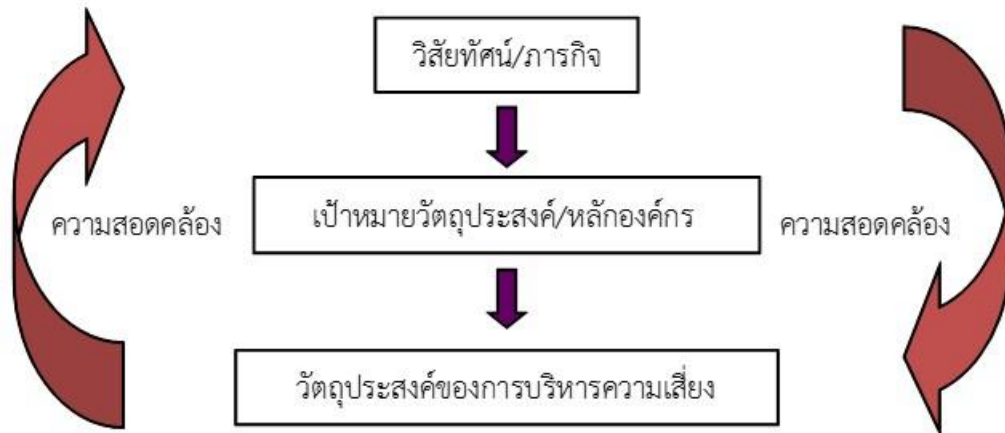 วิสัยทัศน์/ภารกิจ
เป้าหมายวัตถุประสงค์/หลักองค์กร
ความสอดคล้อง
ความสอดคล้อง
วัตถุประสงค์ของการบริหารความเสี่ยง